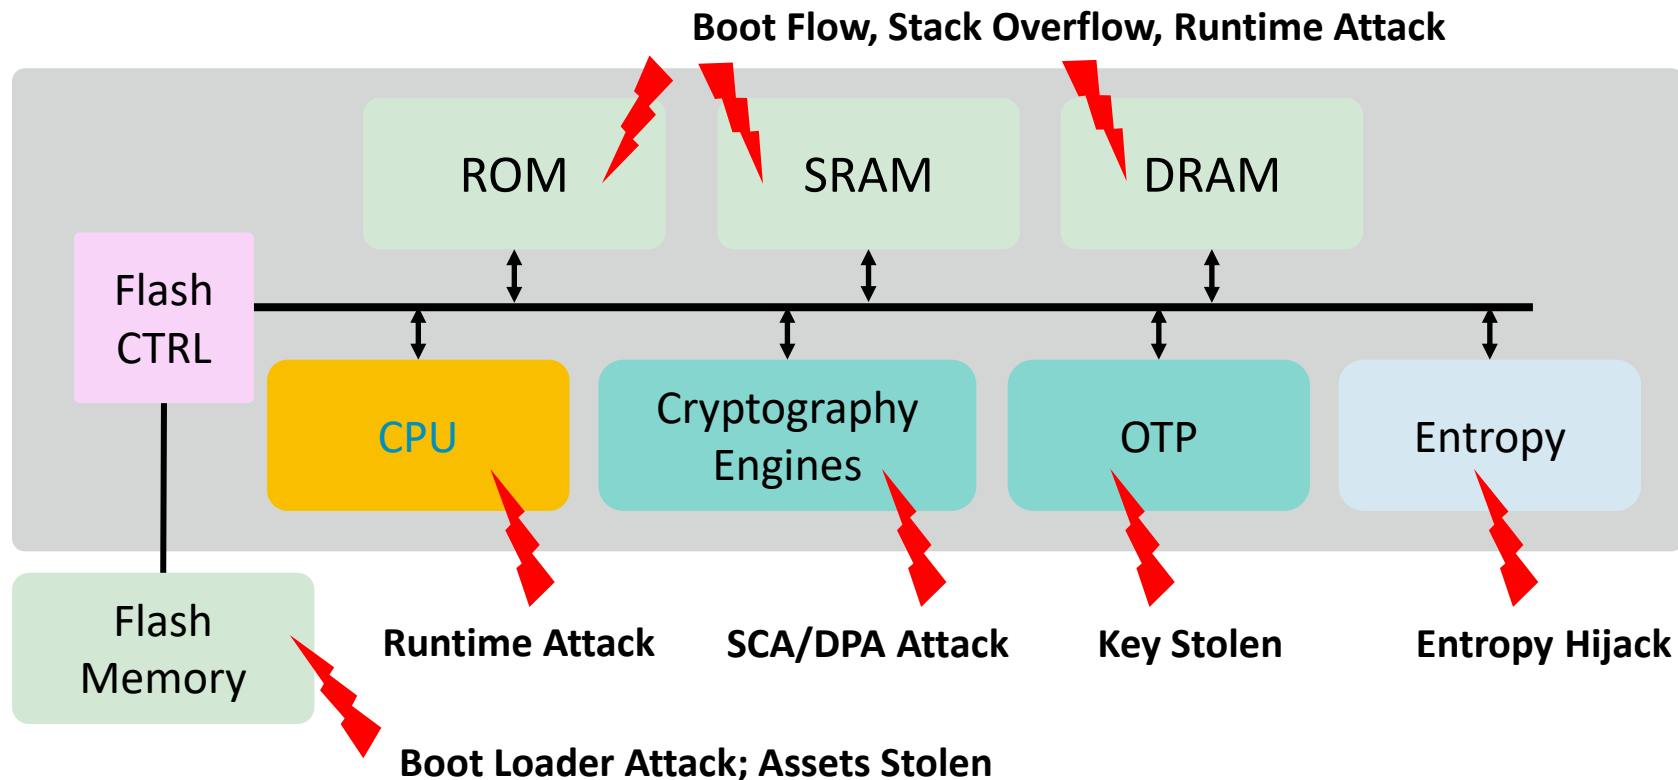 Boot Flow, Stack Overflow, Runtime Attack
ROM
SRAM
DRAM
Flash
CTRL
CPU
Cryptography
Engines
OTP
Entropy
Flash
Memory
Runtime Attack
SCA/DPA Attack
Key Stolen
Entropy Hijack
Boot Loader Attack; Assets Stolen